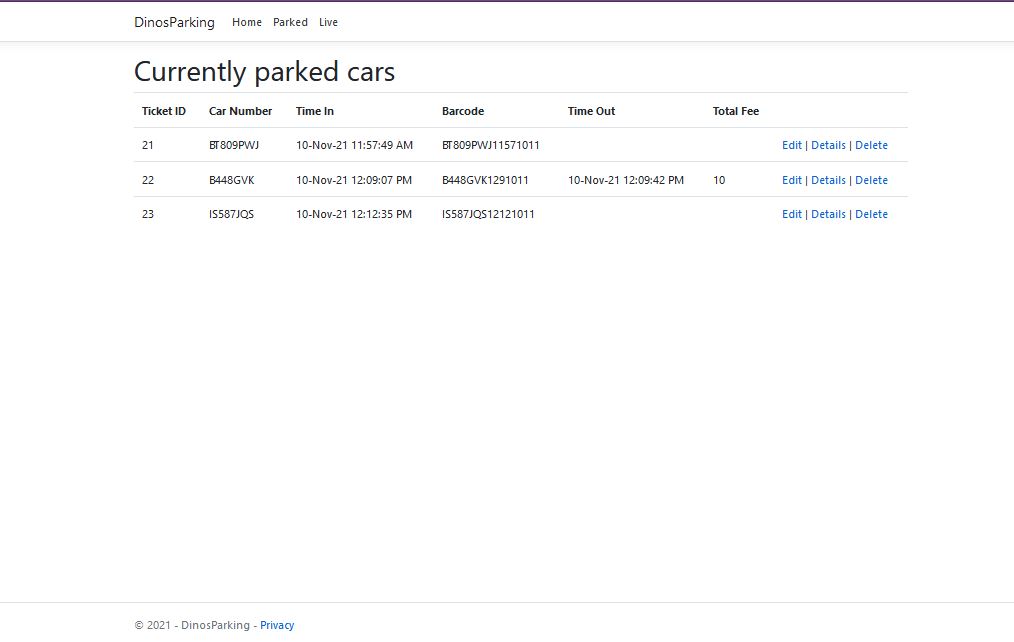 DinosParking Home Parked Live
Currently parked cars
Ticket ID Car Number Time In Barcode Time Out Total Fee
21 BT809PWJ 10-Nov-21 11:57:49 AM BT809PWJ11571011 Edit | Details | Delete
22 B448GVK 10-Nov-21 12:09:07 PM B448GVK1291011 10-Nov-21 12:09:42 PM 10 Edit | Details | Delete
23 IS587JQS 10-Nov-21 12:12:35 PM IS587JQS12121011 Edit | Details | Delete
© 2021 - DinosParking - Privacy